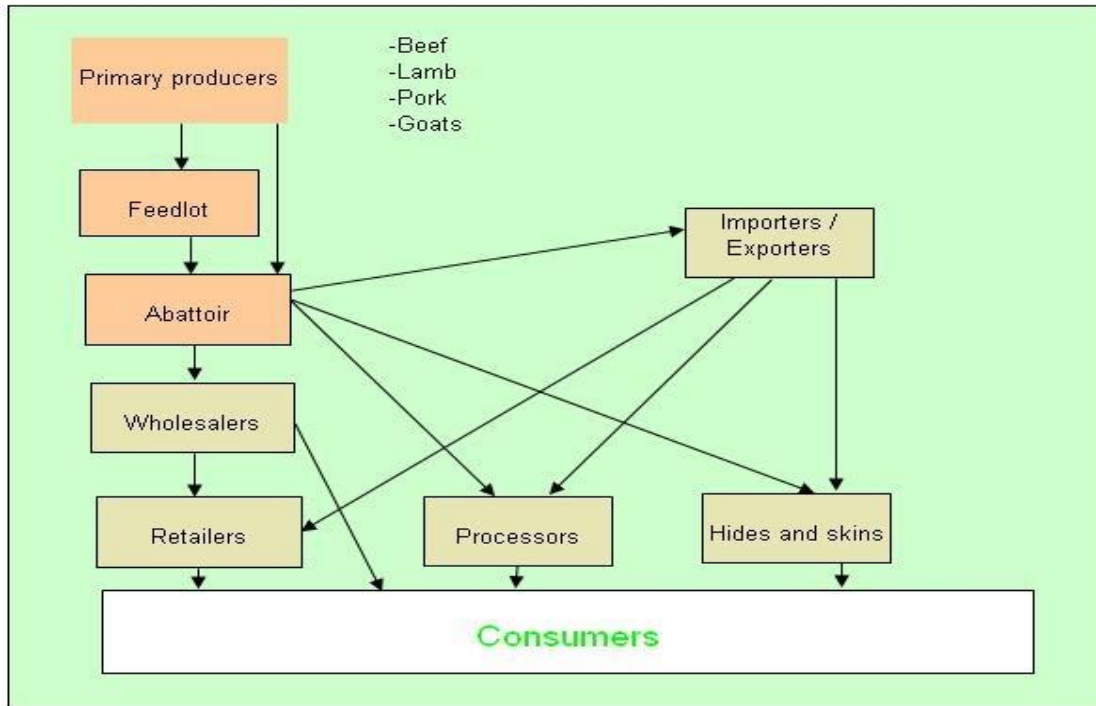 Primary producers
-Beef
-Lamb
-Pork
-Goats
Feedlot
Importers /
Exporters
Abattoir
Wholesalers
Retailers
Processors
Hides and skins
Consumers